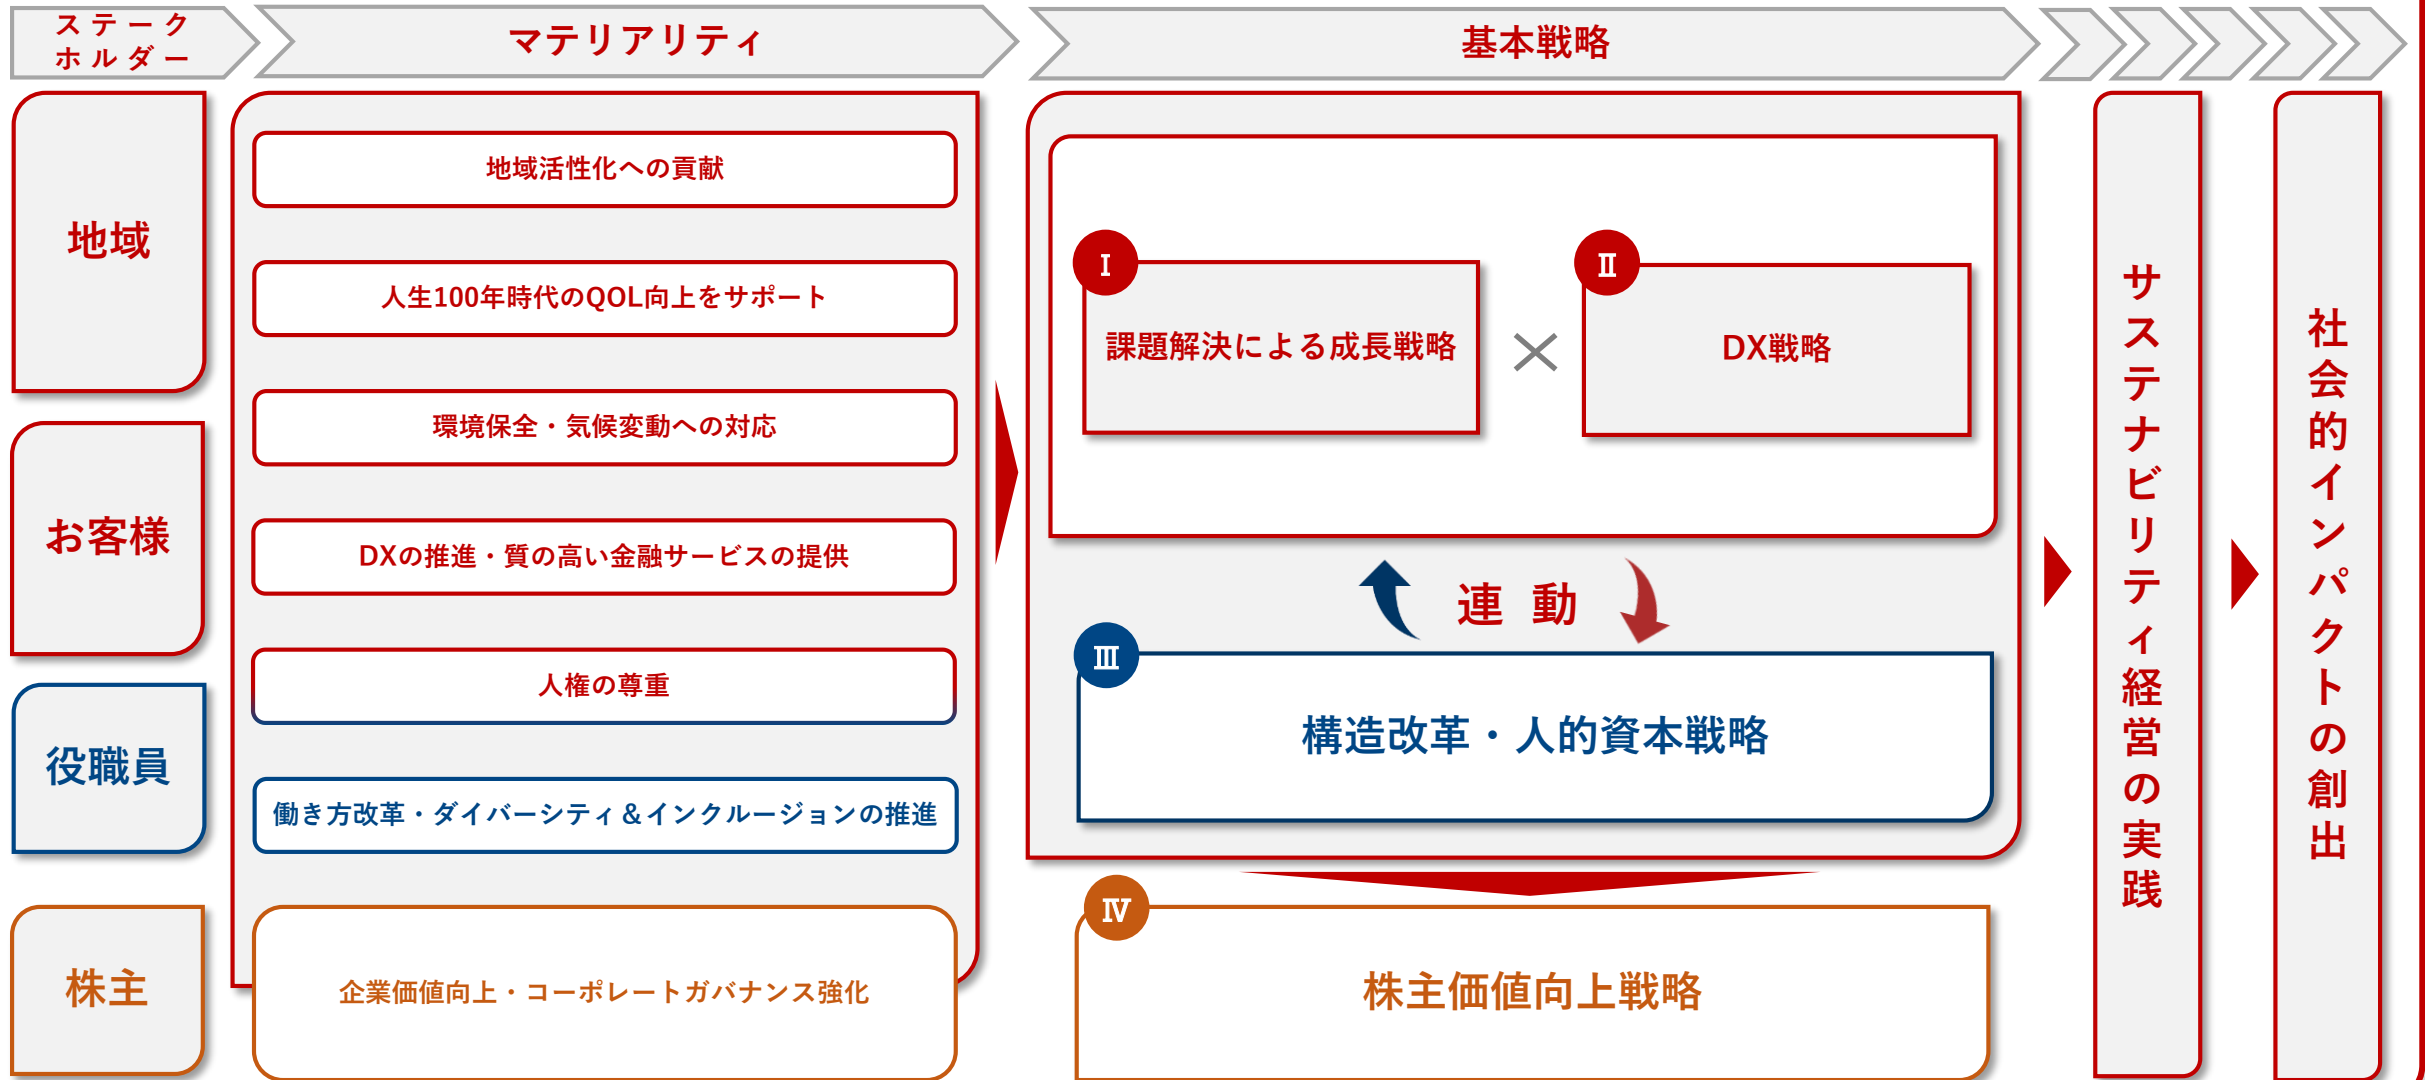 ステーク
ホルダー
マテリアリティ
基本戦略
地域
お客様
役職員
株主
地域活性化への貢献
人生100年時代のQOL向上をサポート
環境保全・気候変動への対応
DXの推進・質の高い金融サービスの提供
人権の尊重
働き方改革・ダイバーシティ＆インクルージョンの推進
企業価値向上・コーポレートガバナンス強化
Ⅰ
課題解決による成長戦略
×
Ⅱ
DX戦略
連動
Ⅲ
構造改革・人的資本戦略
Ⅳ
株主価値向上戦略
サステナビリティ経営の実践
社会的インパクトの創出